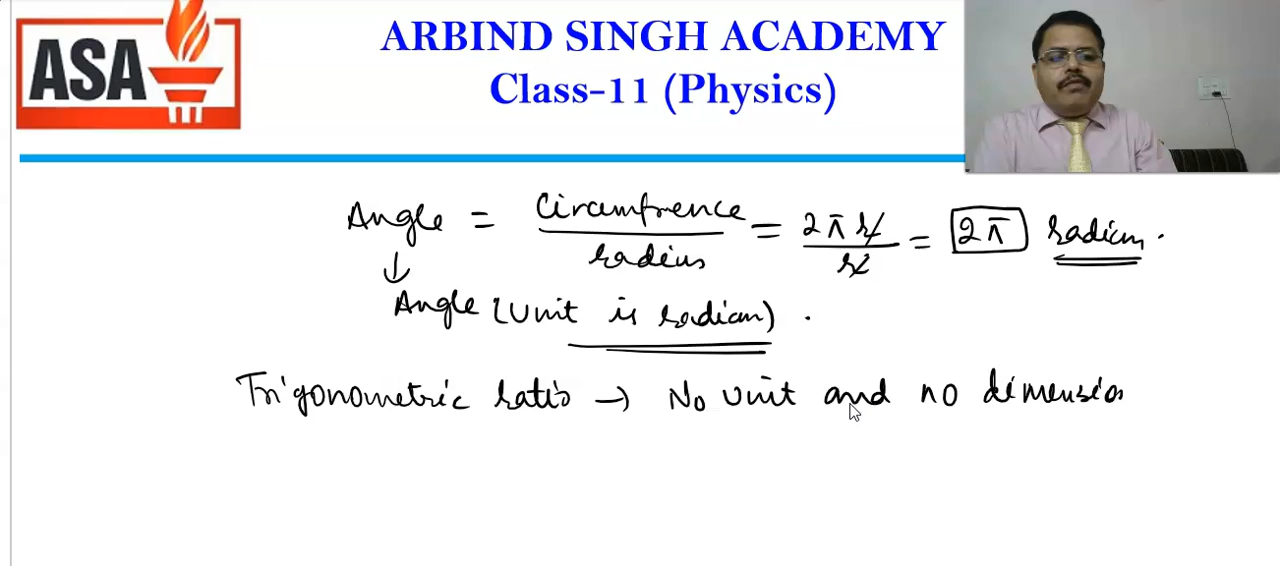 ASA
ARBIND SINGH ACADEMY
Class-11 (Physics)
Angle = Circumfrence / radius = 2πr / r = 2π radian.
↓
Angle (Unit is radian).
Trigonometric ratio → No unit and no dimension